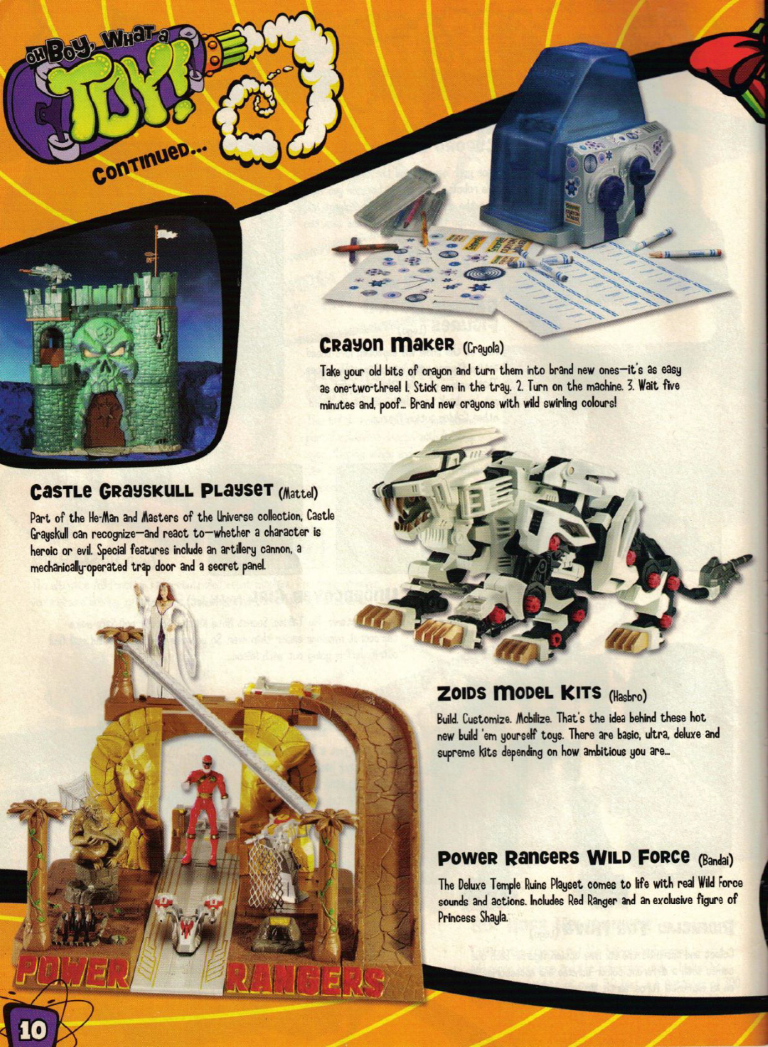 Oh Boy, What a
TOY!
Continued...
Crayon Maker (Crayola)
Take your old bits of crayon and turn them into brand new ones—it's as easy
as one-two-three! 1. Stick em in the tray. 2. Turn on the machine. 3. Wait five
minutes and, poof... Brand new crayons with wild swirling colours!
Castle Grayskull Playset (Mattel)
Part of the He-Man and Masters of the Universe collection, Castle
Grayskull can recognize—and react to—whether a character is
heroic or evil. Special features include an artillery cannon, a
mechanically-operated trap door and a secret panel.
Zoids Model Kits (Hasbro)
Build. Customize. Mobilize. That's the idea behind these hot
new build 'em yourself toys. There are basic, ultra, deluxe and
supreme kits depending on how ambitious you are...
Power Rangers Wild Force (Bandai)
The Deluxe Temple Ruins Playset comes to life with real Wild Force
sounds and actions. Includes Red Ranger and an exclusive figure of
Princess Shayla.
POWER RANGERS
10